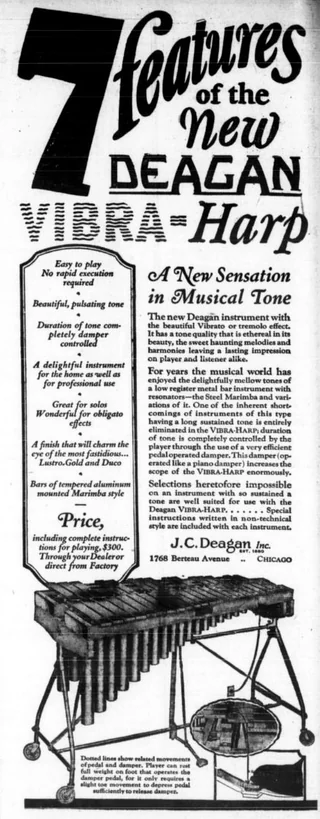 7 features
of the
New
DEAGAN
VIBRA-Harp
Easy to play
No rapid execution
required
Beautiful, pulsating tone
Duration of tone com-
pletely damper
controlled
A delightful instrument
for the home as well as
for professional use
Great for solos
Wonderful for obligato
effects
A finish that will charm the
eye of the most fastidious...
Lustro-Gold and Duco
Bars of tempered aluminum
mounted Marimba style
Price,
including complete instruc-
tions for playing, $300.
Through your Dealer or
direct from Factory
A New Sensation
in Musical Tone
The new Deagan instrument with
the beautiful Vibrato or tremolo effect.
It has a tone quality that is ethereal in its
beauty, the sweet haunting melodies and
harmonies leaving a lasting impression
on player and listener alike.
For years the musical world has
enjoyed the delightfully mellow tones of
a low register metal bar instrument with
resonators—the Steel Marimba and vari-
ations of it. One of the inherent short-
comings of instruments of this type
having a long sustained tone is entirely
eliminated in the VIBRA-HARP; duration
of tone is completely controlled by the
player through the use of a very efficient
pedal operated damper. This damper (op-
erated like a piano damper) increases the
scope of the VIBRA-HARP enormously.
Selections heretofore impossible
on an instrument with so sustained a
tone are well suited for use with the
Deagan VIBRA-HARP. . . . . . . Special
instructions written in non-technical
style are included with each instrument.
J.C. Deagan Inc.
EST. 1880
1768 Berteau Avenue .. CHICAGO
Dotted lines show related movements
of pedal and damper. Player can rest
full weight on foot that operates the
damper pedal, for it only requires a
slight toe movement to depress pedal
sufficiently to release damper.